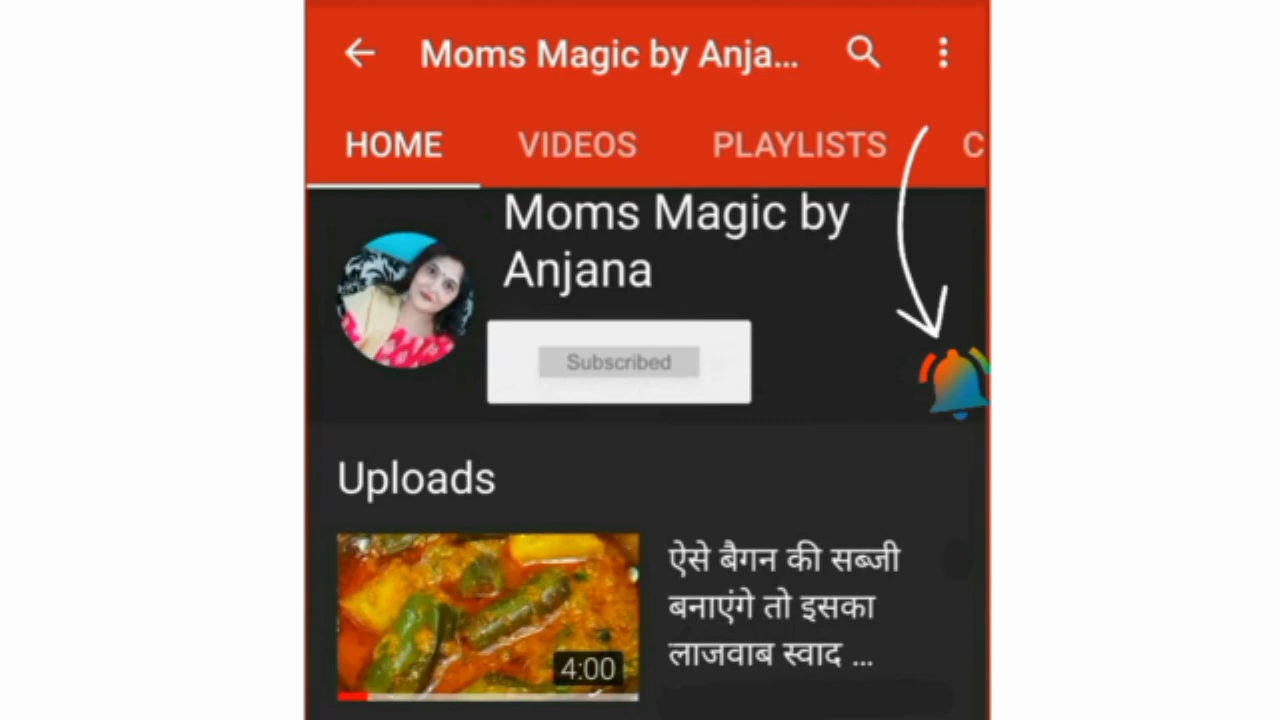 Moms Magic by Anja...
HOME VIDEOS PLAYLISTS C
Moms Magic by
Anjana
Subscribed
Uploads
ऐसे बैगन की सब्जी
बनाएंगे तो इसका
लाजवाब स्वाद ...
4:00